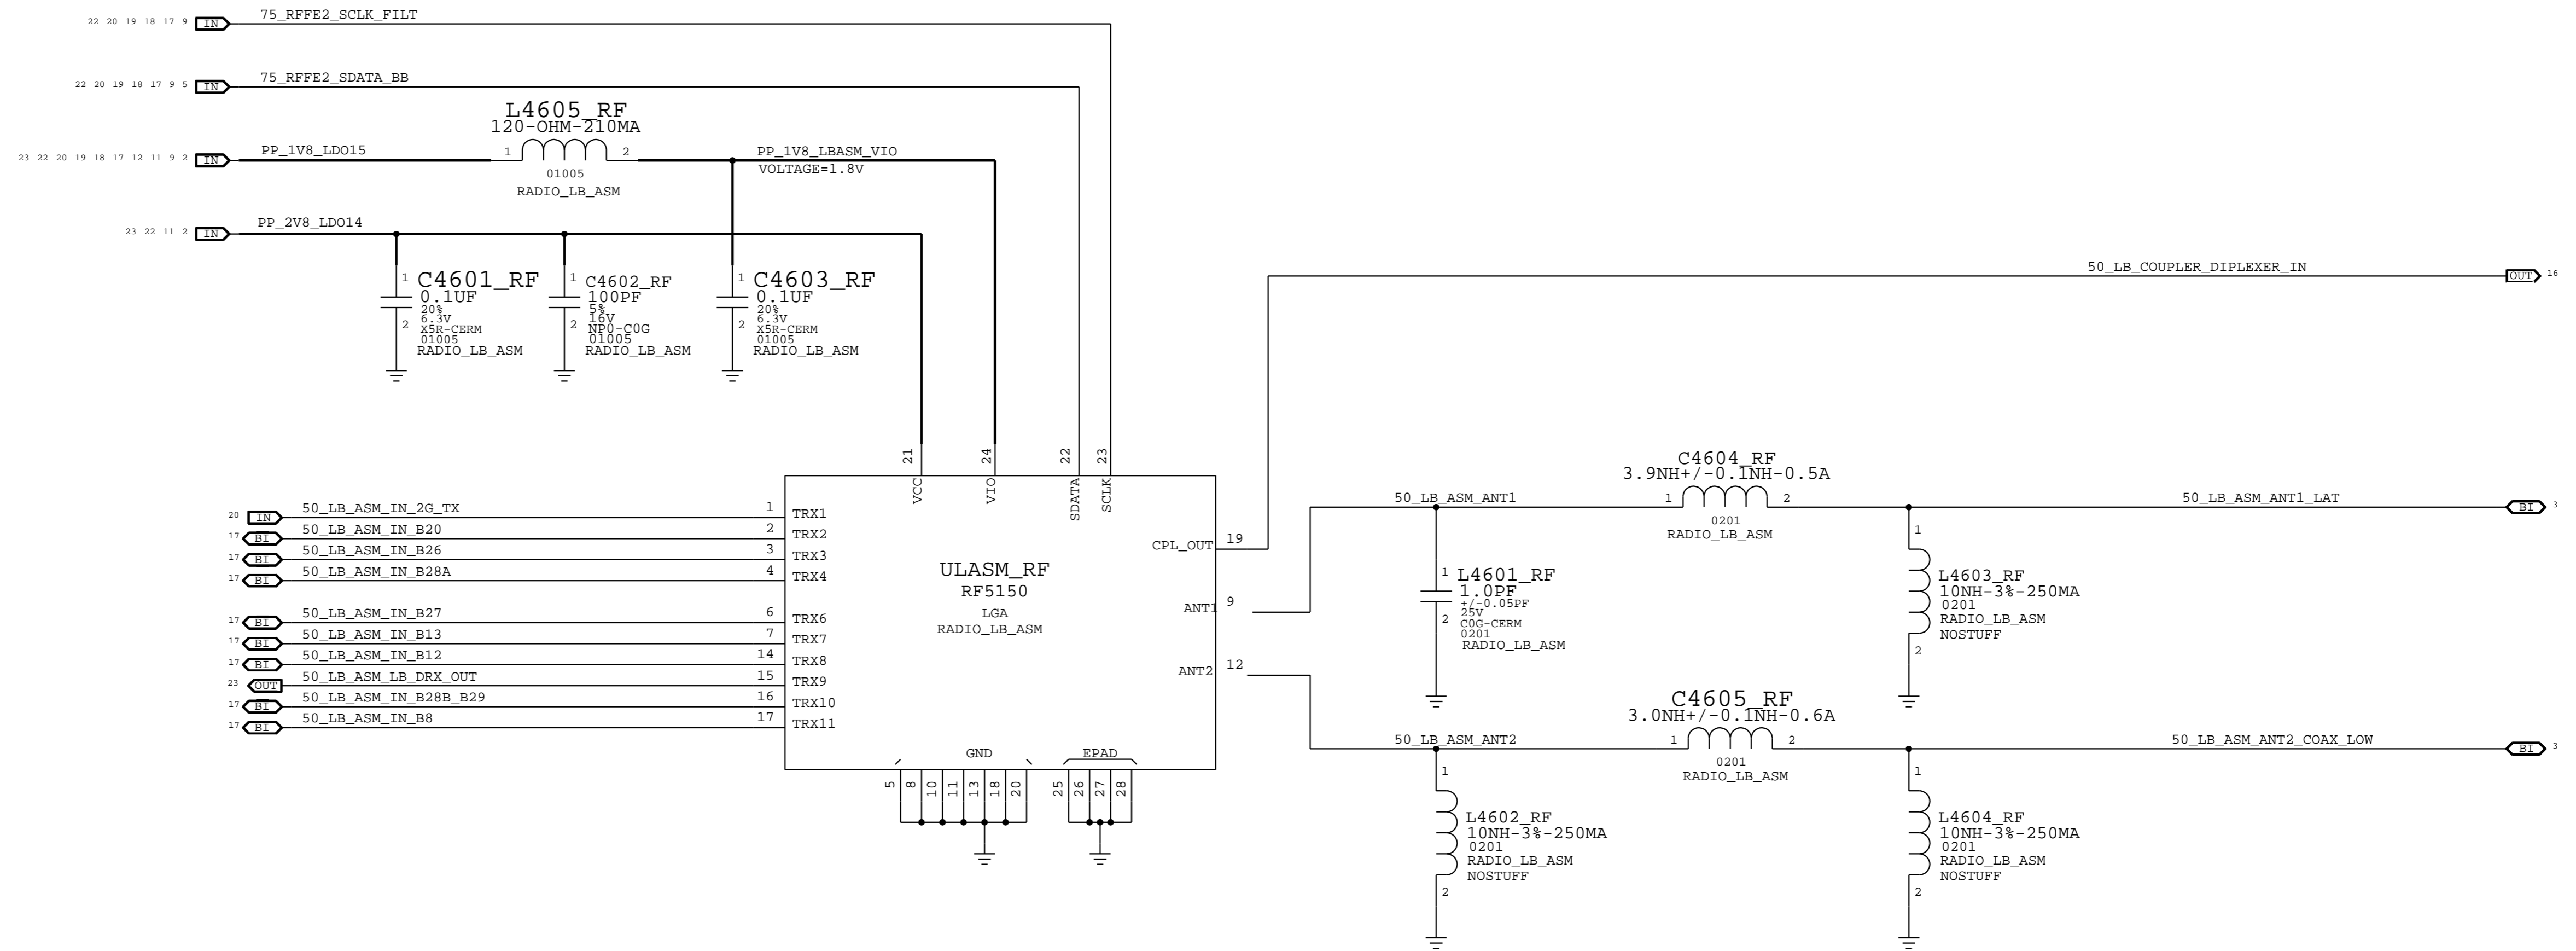 22 20 19 18 17 9 IN 75_RFFE2_SCLK_FILT
22 20 19 18 17 9 5 IN 75_RFFE2_SDATA_BB
L4605_RF
120-OHM-210MA
23 22 20 19 18 17 12 11 9 2 IN PP_1V8_LDO15 1 2 PP_1V8_LBASM_VIO
VOLTAGE=1.8V
01005
RADIO_LB_ASM
23 22 11 2 IN PP_2V8_LDO14
1 C4601_RF
0.1UF
20%
6.3V
2 X5R-CERM
01005
RADIO_LB_ASM
1 C4602_RF
100PF
5%
16V
2 NP0-C0G
01005
RADIO_LB_ASM
1 C4603_RF
0.1UF
20%
6.3V
2 X5R-CERM
01005
RADIO_LB_ASM
50_LB_COUPLER_DIPLEXER_IN OUT 16
21 24 22 23
VCC VIO SDATA SCLK
20 IN 50_LB_ASM_IN_2G_TX 1 TRX1
17 BI 50_LB_ASM_IN_B20 2 TRX2
17 BI 50_LB_ASM_IN_B26 3 TRX3
17 BI 50_LB_ASM_IN_B28A 4 TRX4
17 BI 50_LB_ASM_IN_B27 6 TRX6
17 BI 50_LB_ASM_IN_B13 7 TRX7
17 BI 50_LB_ASM_IN_B12 14 TRX8
23 OUT 50_LB_ASM_LB_DRX_OUT 15 TRX9
17 BI 50_LB_ASM_IN_B28B_B29 16 TRX10
17 BI 50_LB_ASM_IN_B8 17 TRX11
ULASM_RF
RF5150
LGA
RADIO_LB_ASM
CPL_OUT 19
ANT1 9
ANT2 12
GND EPAD
5 8 10 11 13 18 20 25 26 27 28
C4604_RF
3.9NH+/-0.1NH-0.5A
50_LB_ASM_ANT1 1 2 50_LB_ASM_ANT1_LAT BI 3
0201
RADIO_LB_ASM
1 L4601_RF
1.0PF
+/-0.05PF
25V
2 C0G-CERM
0201
RADIO_LB_ASM
1
L4603_RF
10NH-3%-250MA
0201
RADIO_LB_ASM
NOSTUFF
2
C4605_RF
3.0NH+/-0.1NH-0.6A
50_LB_ASM_ANT2 1 2 50_LB_ASM_ANT2_COAX_LOW BI 3
0201
RADIO_LB_ASM
1
L4602_RF
10NH-3%-250MA
0201
RADIO_LB_ASM
NOSTUFF
2
1
L4604_RF
10NH-3%-250MA
0201
RADIO_LB_ASM
NOSTUFF
2